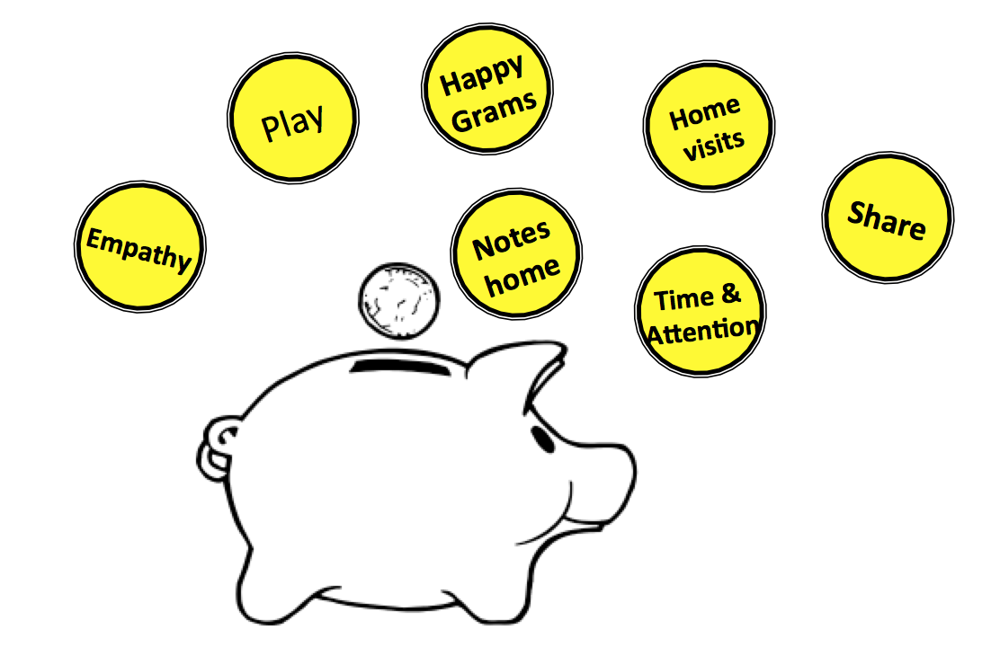 Happy
Grams
Play
Home
visits
Share
Empathy
Notes
home
Time &
Attention